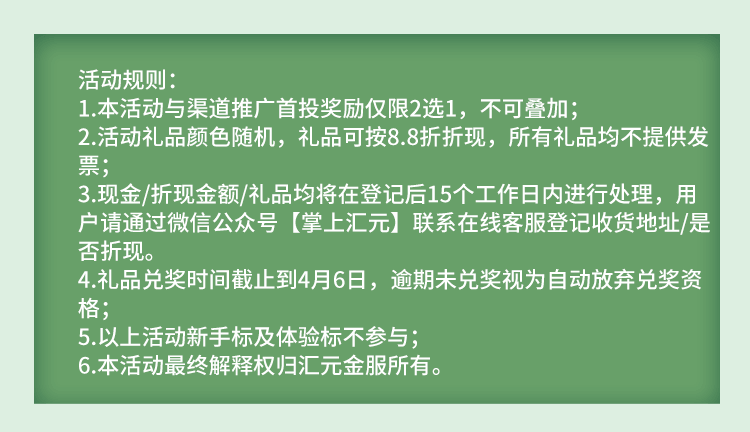 活动规则：
1.本活动与渠道推广首投奖励仅限2选1，不可叠加；
2.活动礼品颜色随机，礼品可按8.8折折现，所有礼品均不提供发
票；
3.现金/折现金额/礼品均将在登记后15个工作日内进行处理，用
户请通过微信公众号【掌上汇元】联系在线客服登记收货地址/是
否折现。
4.礼品兑奖时间截止到4月6日，逾期未兑奖视为自动放弃兑奖资
格；
5.以上活动新手标及体验标不参与；
6.本活动最终解释权归汇元金服所有。